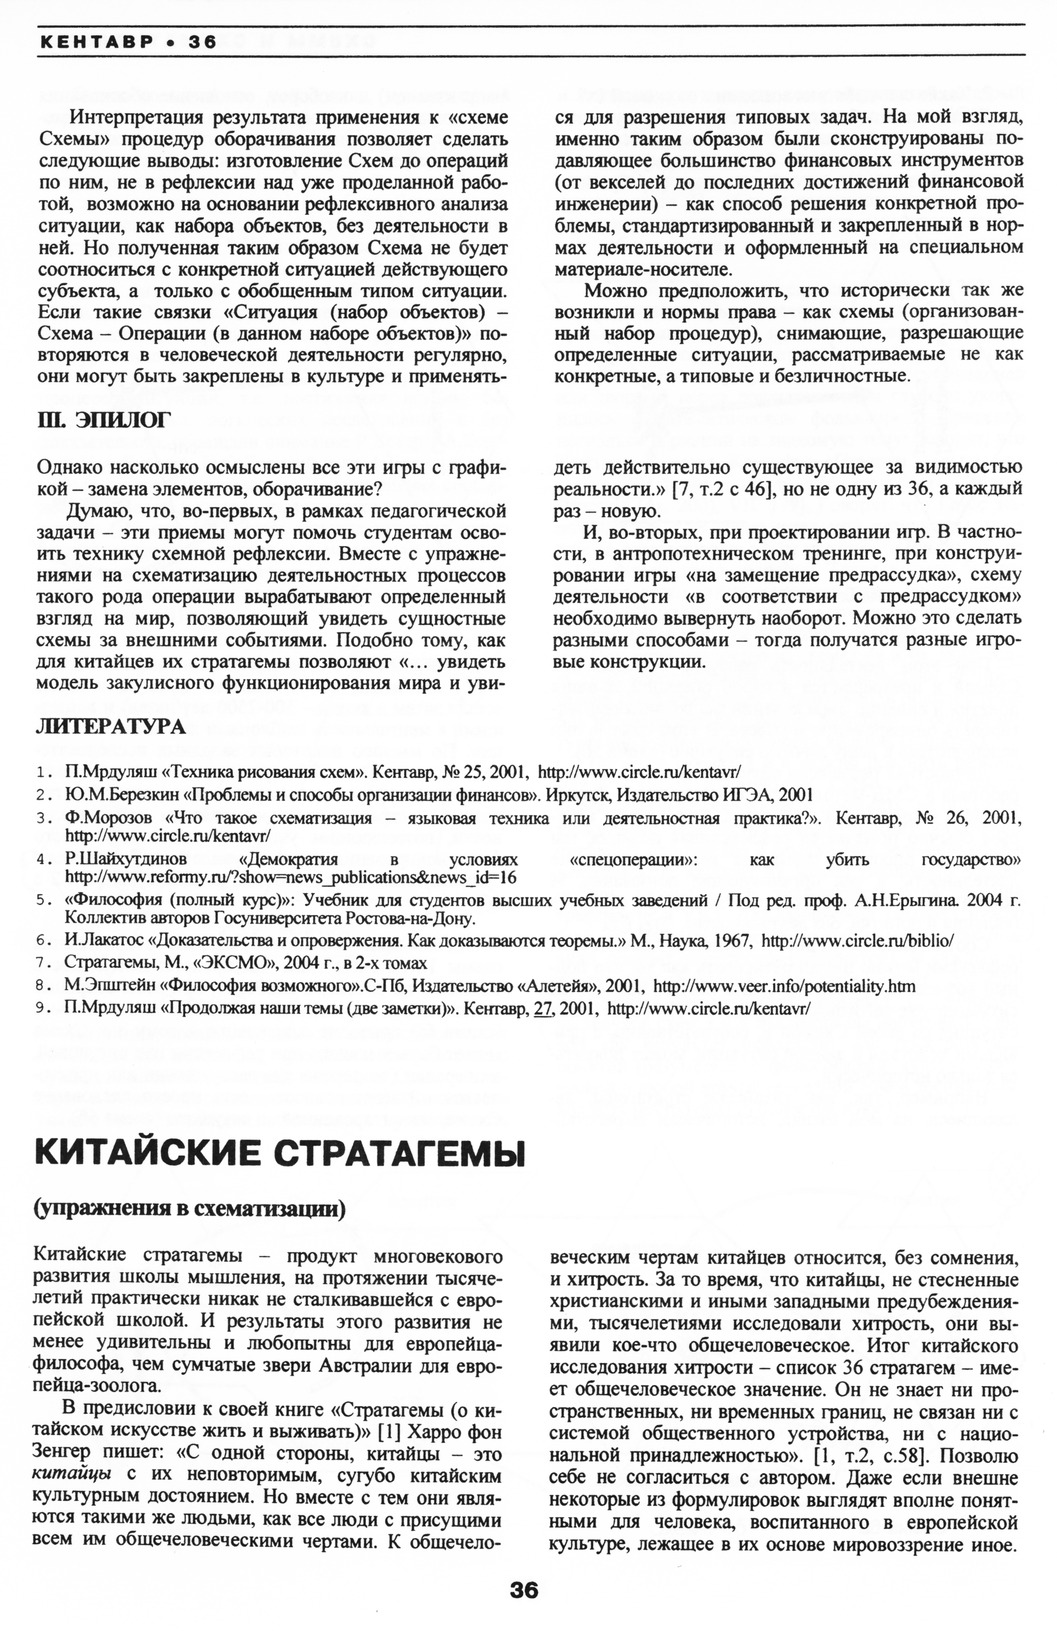 КЕНТАВР • 36
Интерпретация результата применения к «схеме
Схемы» процедур оборачивания позволяет сделать
следующие выводы: изготовление Схем до операций
по ним, не в рефлексии над уже проделанной рабо-
той, возможно на основании рефлексивного анализа
ситуации, как набора объектов, без деятельности в
ней. Но полученная таким образом Схема не будет
соотноситься с конкретной ситуацией действующего
субъекта, а только с обобщенным типом ситуации.
Если такие связки «Ситуация (набор объектов) –
Схема – Операции (в данном наборе объектов)» по-
вторяются в человеческой деятельности регулярно,
они могут быть закреплены в культуре и применять-
ся для разрешения типовых задач. На мой взгляд,
именно таким образом были сконструированы по-
давляющее большинство финансовых инструментов
(от векселей до последних достижений финансовой
инженерии) – как способ решения конкретной про-
блемы, стандартизированный и закрепленный в нор-
мах деятельности и оформленный на специальном
материале-носителе.
Можно предположить, что исторически так же
возникли и нормы права – как схемы (организован-
ный набор процедур), снимающие, разрешающие
определенные ситуации, рассматриваемые не как
конкретные, а типовые и безличностные.
III. ЭПИЛОГ
Однако насколько осмыслены все эти игры с графи-
кой – замена элементов, оборачивание?
Думаю, что, во-первых, в рамках педагогической
задачи – эти приемы могут помочь студентам осво-
ить технику схемной рефлексии. Вместе с упражне-
ниями на схематизацию деятельностных процессов
такого рода операции вырабатывают определенный
взгляд на мир, позволяющий увидеть сущностные
схемы за внешними событиями. Подобно тому, как
для китайцев их стратагемы позволяют «… увидеть
модель закулисного функционирования мира и уви-
деть действительно существующее за видимостью
реальности.» [7, т.2 с 46], но не одну из 36, а каждый
раз – новую.
И, во-вторых, при проектировании игр. В частно-
сти, в антропотехническом тренинге, при конструи-
ровании игры «на замещение предрассудка», схему
деятельности «в соответствии с предрассудком»
необходимо вывернуть наоборот. Можно это сделать
разными способами – тогда получатся разные игро-
вые конструкции.
ЛИТЕРАТУРА
1. П.Мрдуляш «Техника рисования схем». Кентавр, № 25, 2001, http://www.circle.ru/kentavr/
2. Ю.М.Березкин «Проблемы и способы организации финансов». Иркутск, Издательство ИГЭА, 2001
3. Ф.Морозов «Что такое схематизация – языковая техника или деятельностная практика?». Кентавр, № 26, 2001,
http://www.circle.ru/kentavr/
4. Р.Шайхутдинов «Демократия в условиях «спецоперации»: как убить государство»
http://www.reformy.ru/?show=news_publications&news_id=16
5. «Философия (полный курс)»: Учебник для студентов высших учебных заведений / Под ред. проф. А.Н.Ерыгина. 2004 г.
Коллектив авторов Госуниверситета Ростова-на-Дону.
6. И.Лакатос «Доказательства и опровержения. Как доказываются теоремы.» М., Наука, 1967, http://www.circle.ru/biblio/
7. Стратагемы, М., «ЭКСМО», 2004 г., в 2-х томах
8. М.Эпштейн «Философия возможного».С-Пб, Издательство «Алетейя», 2001, http://www.veer.info/potentiality.htm
9. П.Мрдуляш «Продолжая наши темы (две заметки)». Кентавр, 27, 2001, http://www.circle.ru/kentavr/
КИТАЙСКИЕ СТРАТАГЕМЫ
(упражнения в схематизации)
Китайские стратагемы – продукт многовекового
развития школы мышления, на протяжении тысяче-
летий практически никак не сталкивавшейся с евро-
пейской школой. И результаты этого развития не
менее удивительны и любопытны для европейца-
философа, чем сумчатые звери Австралии для евро-
пейца-зоолога.
В предисловии к своей книге «Стратагемы (о ки-
тайском искусстве жить и выживать)» [1] Харро фон
Зенгер пишет: «С одной стороны, китайцы – это
китайцы с их неповторимым, сугубо китайским
культурным достоянием. Но вместе с тем они явля-
ются такими же людьми, как все люди с присущими
всем им общечеловеческими чертами. К общечело-
веческим чертам китайцев относится, без сомнения,
и хитрость. За то время, что китайцы, не стесненные
христианскими и иными западными предубеждения-
ми, тысячелетиями исследовали хитрость, они вы-
явили кое-что общечеловеческое. Итог китайского
исследования хитрости – список 36 стратагем – име-
ет общечеловеческое значение. Он не знает ни про-
странственных, ни временных границ, не связан ни с
системой общественного устройства, ни с нацио-
нальной принадлежностью». [1, т.2, с.58]. Позволю
себе не согласиться с автором. Даже если внешне
некоторые из формулировок выглядят вполне понят-
ными для человека, воспитанного в европейской
культуре, лежащее в их основе мировоззрение иное.
36